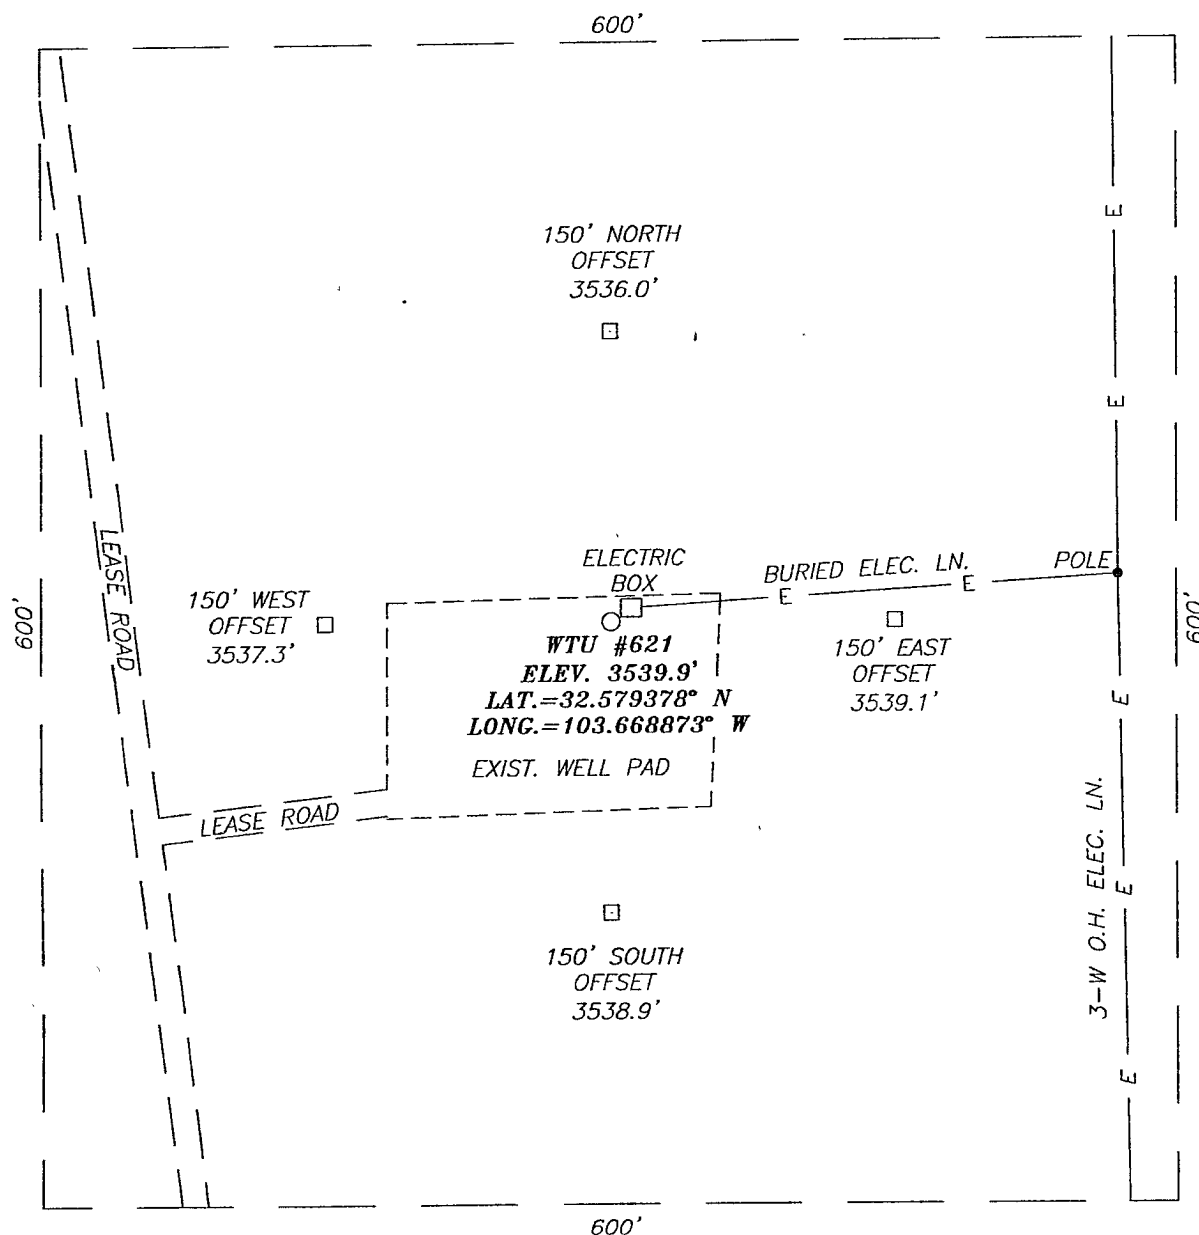 600'
E
150' NORTH
OFFSET
3536.0'
E
LEASE ROAD
ELECTRIC
BOX
BURIED ELEC. LN.
POLE
E
E
600'
150' WEST
OFFSET
3537.3'
WTU #621
ELEV. 3539.9'
LAT.=32.579378° N
LONG.=103.668873° W
150' EAST
OFFSET
3539.1'
600'
E
EXIST. WELL PAD
LEASE ROAD
3-W O.H. ELEC. LN.
E
150' SOUTH
OFFSET
3538.9'
E
600'